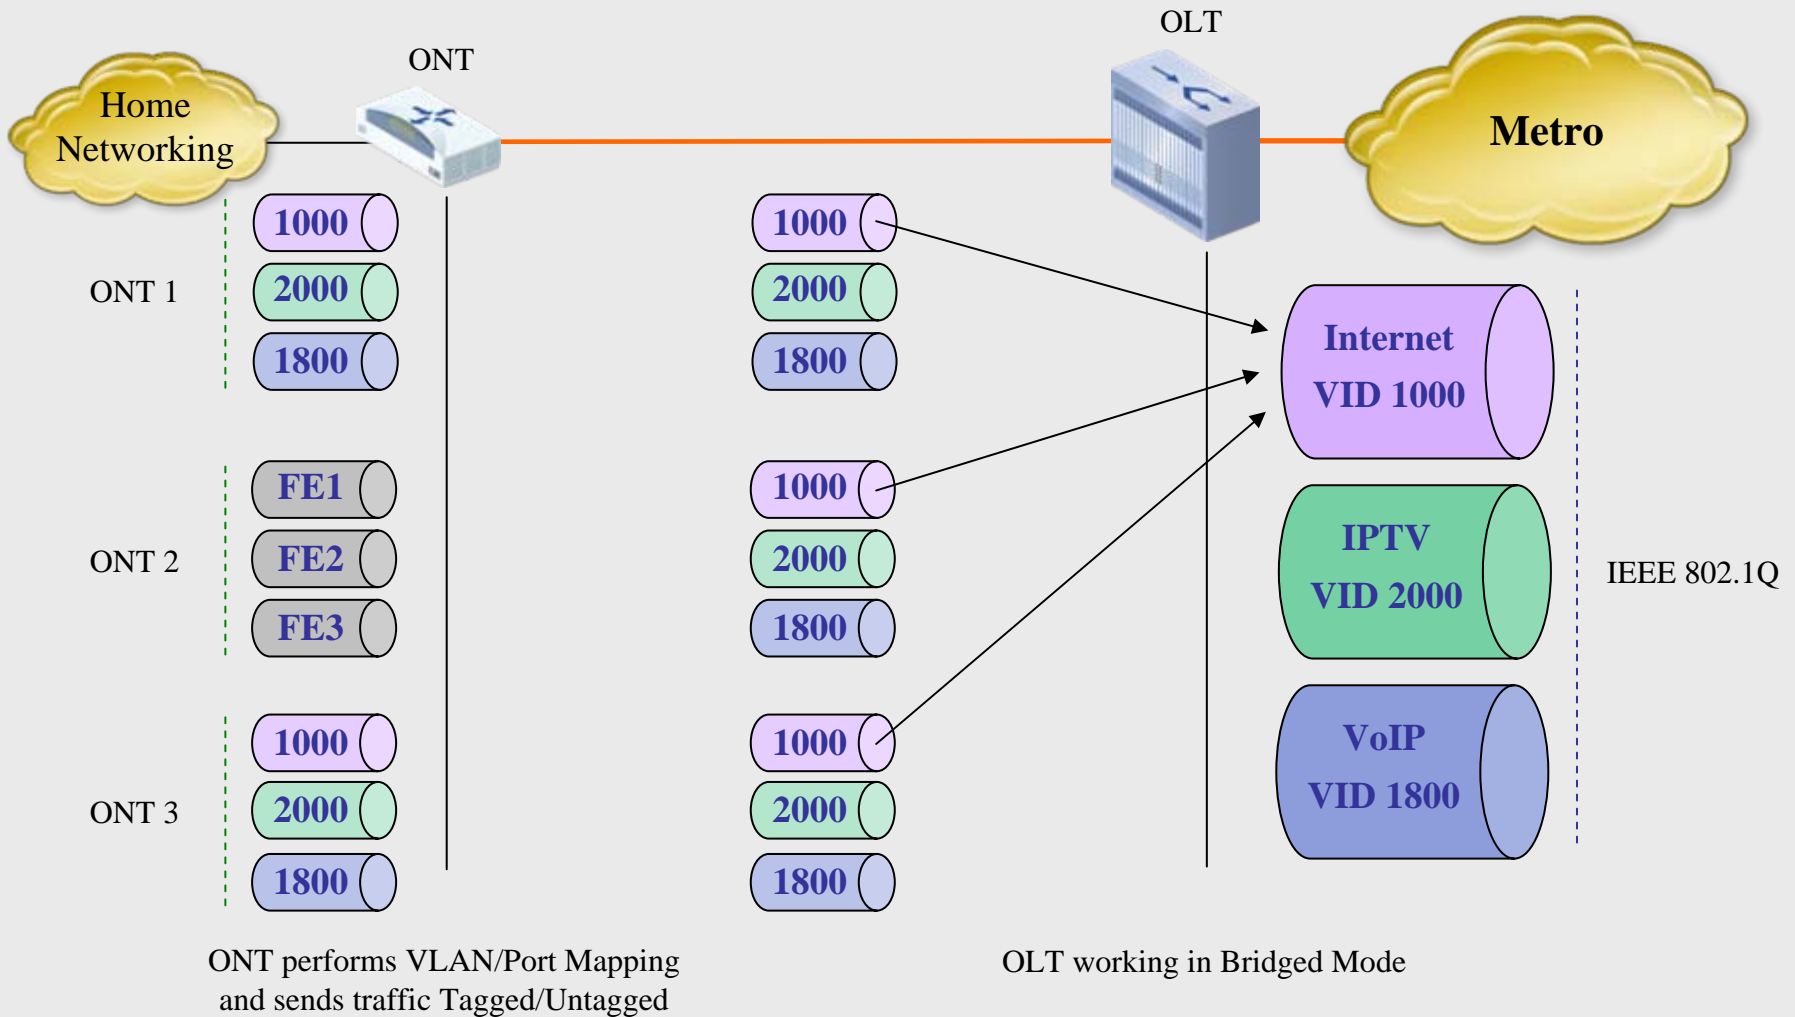 OLT
ONT
Home
Networking
Metro
1000
2000
1800
ONT 1
1000
2000
1800
Internet
VID 1000
FE1
FE2
FE3
ONT 2
1000
2000
1800
IPTV
VID 2000
IEEE 802.1Q
1000
2000
1800
ONT 3
1000
2000
1800
VoIP
VID 1800
ONT performs VLAN/Port Mapping
and sends traffic Tagged/Untagged
OLT working in Bridged Mode